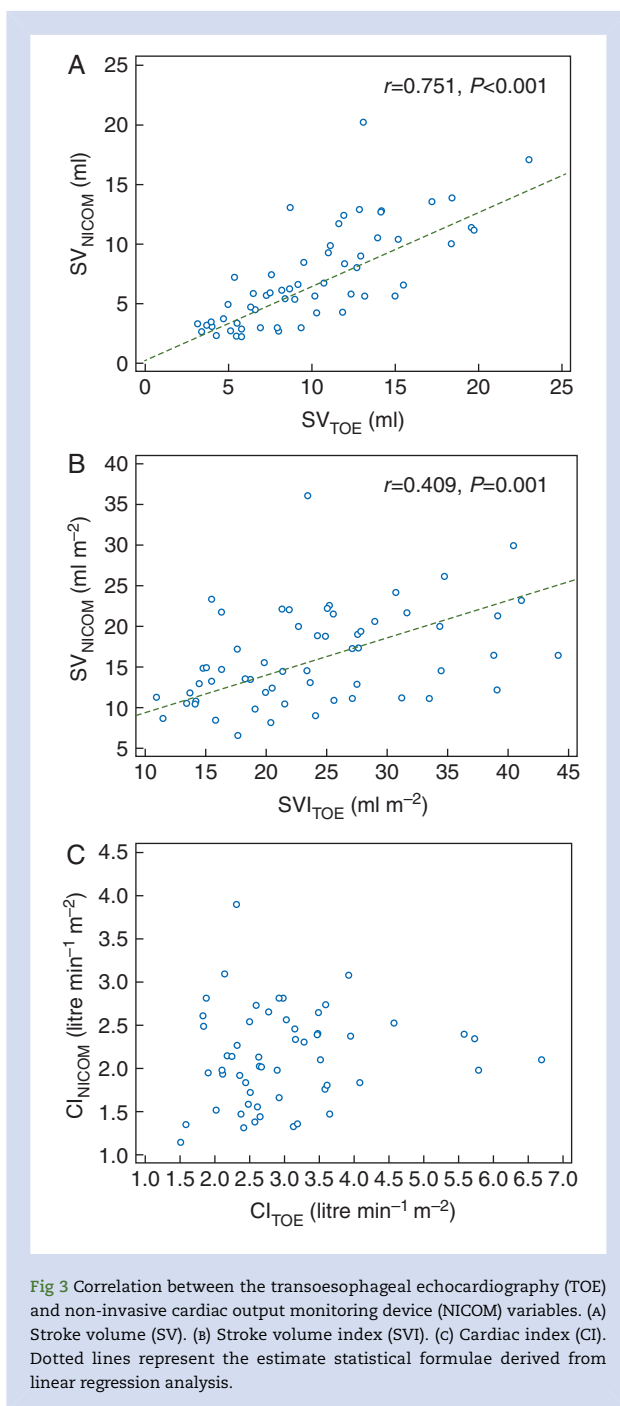 A
25
20
15
10
5
0
SV_NICOM (ml)
r=0.751, P<0.001
0 5 10 15 20 25
SV_TOE (ml)
B
40
35
30
25
20
15
10
5
SV_NICOM (ml m⁻²)
r=0.409, P=0.001
10 15 20 25 30 35 40 45
SVI_TOE (ml m⁻²)
C
4.5
4.0
3.5
3.0
2.5
2.0
1.5
1.0
CI_NICOM (litre min⁻¹ m⁻²)
1.0 1.5 2.0 2.5 3.0 3.5 4.0 4.5 5.0 5.5 6.0 6.5 7.0
CI_TOE (litre min⁻¹ m⁻²)
Fig 3 Correlation between the transoesophageal echocardiography (TOE)
and non-invasive cardiac output monitoring device (NICOM) variables. (A)
Stroke volume (SV). (B) Stroke volume index (SVI). (C) Cardiac index (CI).
Dotted lines represent the estimate statistical formulae derived from
linear regression analysis.